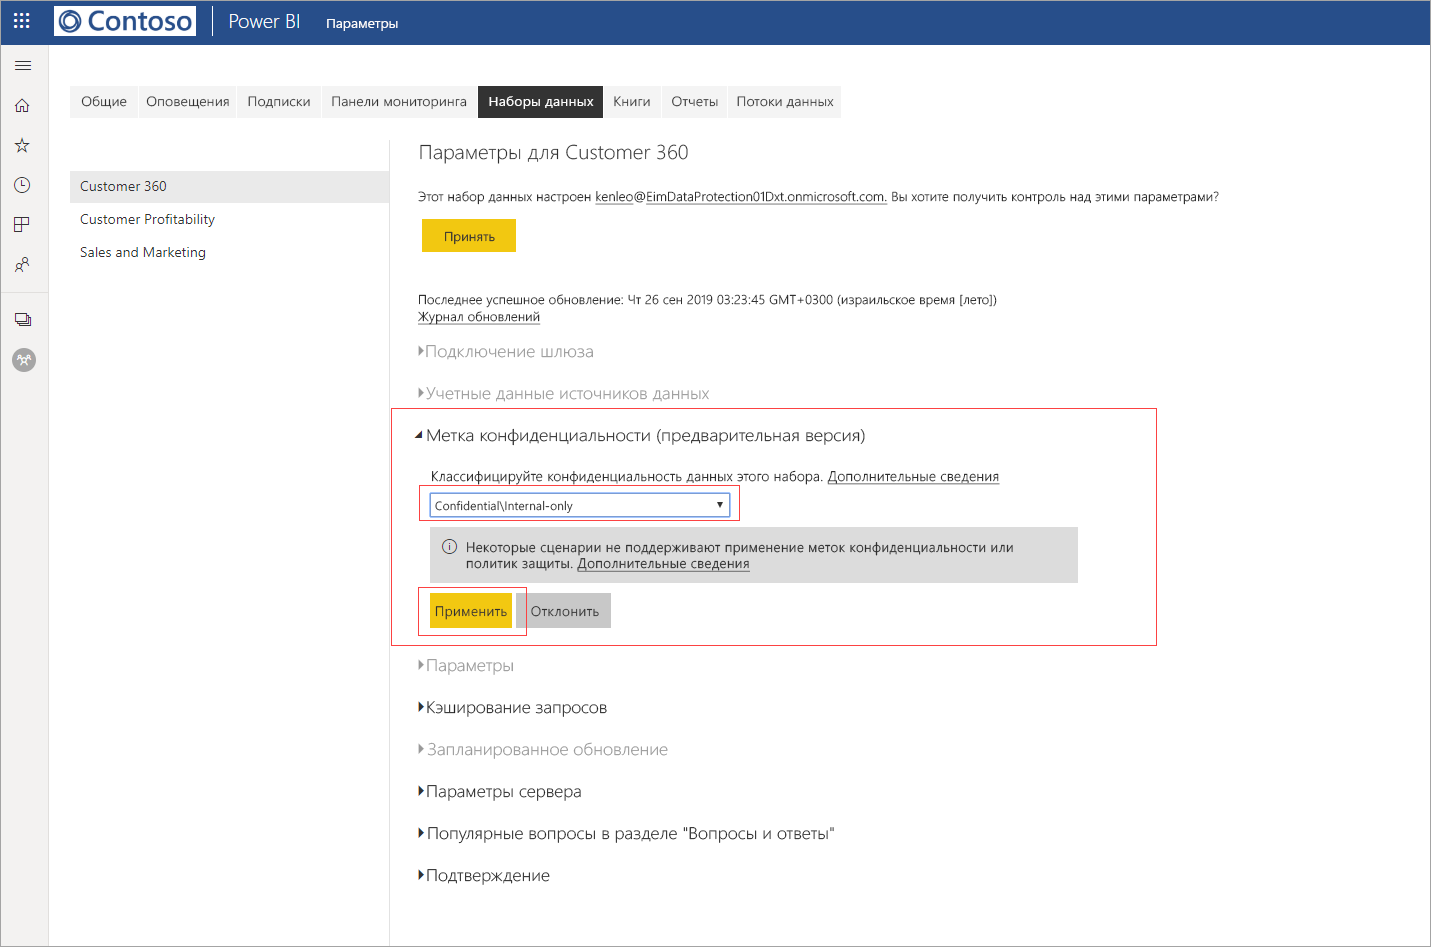 Contoso Power BI Параметры
Общие Оповещения Подписки Панели мониторинга Наборы данных Книги Отчеты Потоки данных
Customer 360
Customer Profitability
Sales and Marketing
Параметры для Customer 360
Этот набор данных настроен kenleo@EimDataProtection01Dxt.onmicrosoft.com. Вы хотите получить контроль над этими параметрами?
Принять
Последнее успешное обновление: Чт 26 сен 2019 03:23:45 GMT+0300 (израильское время [лето])
Журнал обновлений
Подключение шлюза
Учетные данные источников данных
Метка конфиденциальности (предварительная версия)
Классифицируйте конфиденциальность данных этого набора. Дополнительные сведения
Confidential\Internal-only
Некоторые сценарии не поддерживают применение меток конфиденциальности или
политик защиты. Дополнительные сведения
Применить Отклонить
Параметры
Кэширование запросов
Запланированное обновление
Параметры сервера
Популярные вопросы в разделе "Вопросы и ответы"
Подтверждение